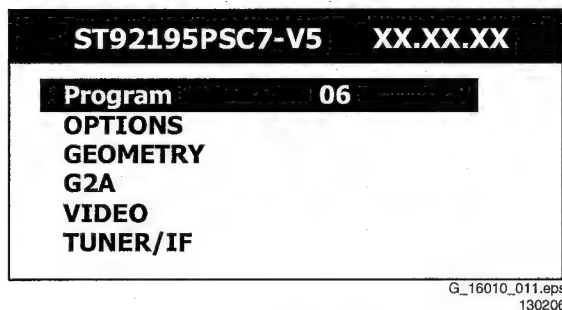 ST92195PSC7-V5 XX.XX.XX
Program 06
OPTIONS
GEOMETRY
G2A
VIDEO
TUNER/IF
G_16010_011.eps
130206